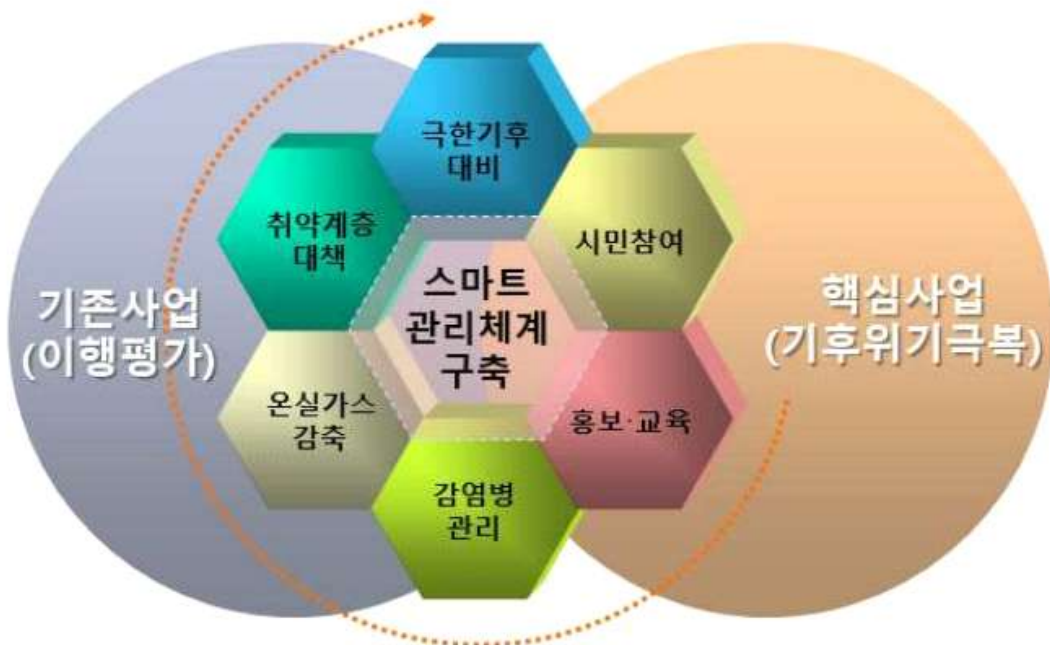 극한기후
대비
취약계층
대책
시민참여
스마트
관리체계
구축
기존사업
(이행평가)
핵심사업
(기후위기극복)
온실가스
감축
홍보·교육
감염병
관리